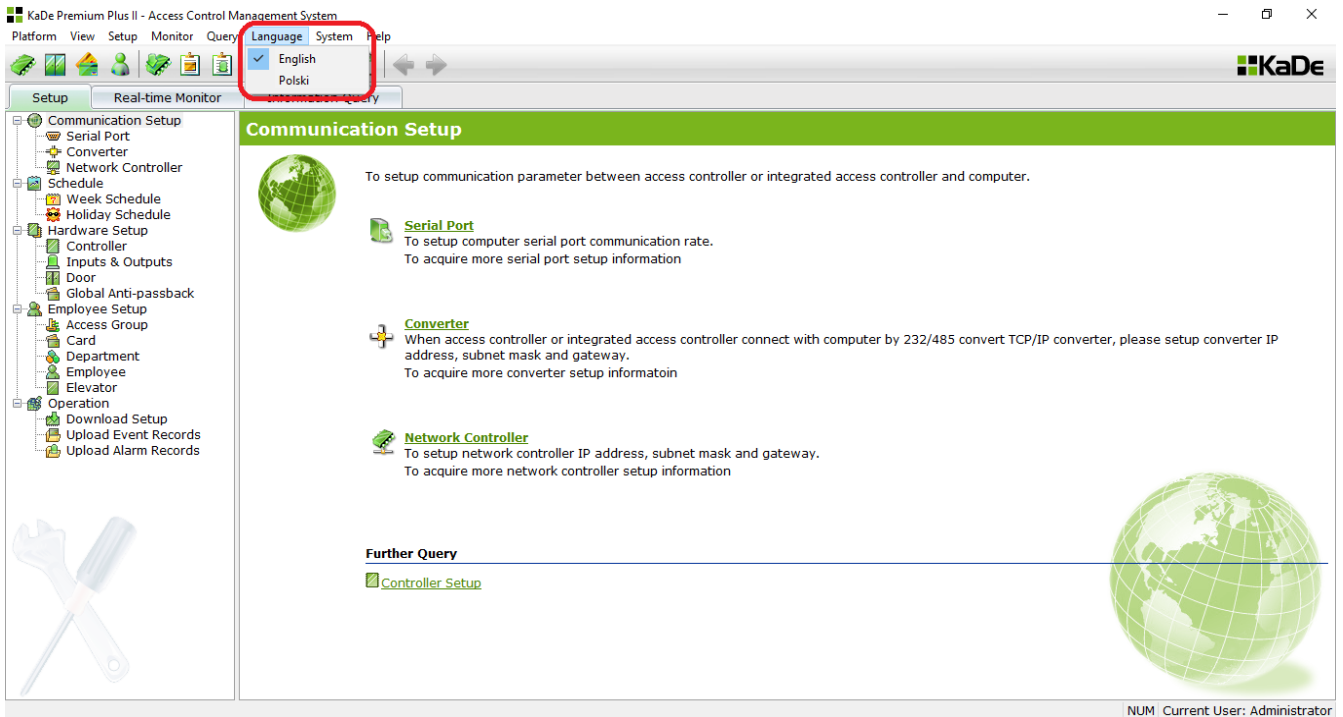 KaDe Premium Plus II - Access Control Management System
Platform View Setup Monitor Query Language System Help
English
Polski
KaDe
Setup Real-time Monitor Information Query
Communication Setup
Serial Port
Converter
Network Controller
Schedule
Week Schedule
Holiday Schedule
Hardware Setup
Controller
Inputs & Outputs
Door
Global Anti-passback
Employee Setup
Access Group
Card
Department
Employee
Elevator
Operation
Download Setup
Upload Event Records
Upload Alarm Records
Communication Setup
To setup communication parameter between access controller or integrated access controller and computer.
Serial Port
To setup computer serial port communication rate.
To acquire more serial port setup information
Converter
When access controller or integrated access controller connect with computer by 232/485 convert TCP/IP converter, please setup converter IP
address, subnet mask and gateway.
To acquire more converter setup informatoin
Network Controller
To setup network controller IP address, subnet mask and gateway.
To acquire more network controller setup information
Further Query
Controller Setup
NUM Current User: Administrator